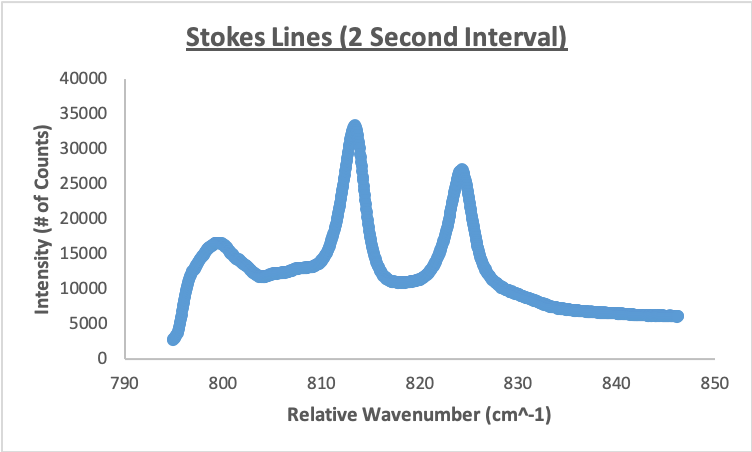 Stokes Lines (2 Second Interval)
40000
35000
30000
25000
20000
15000
10000
5000
0
Intensity (# of Counts)
790 800 810 820 830 840 850
Relative Wavenumber (cm^-1)